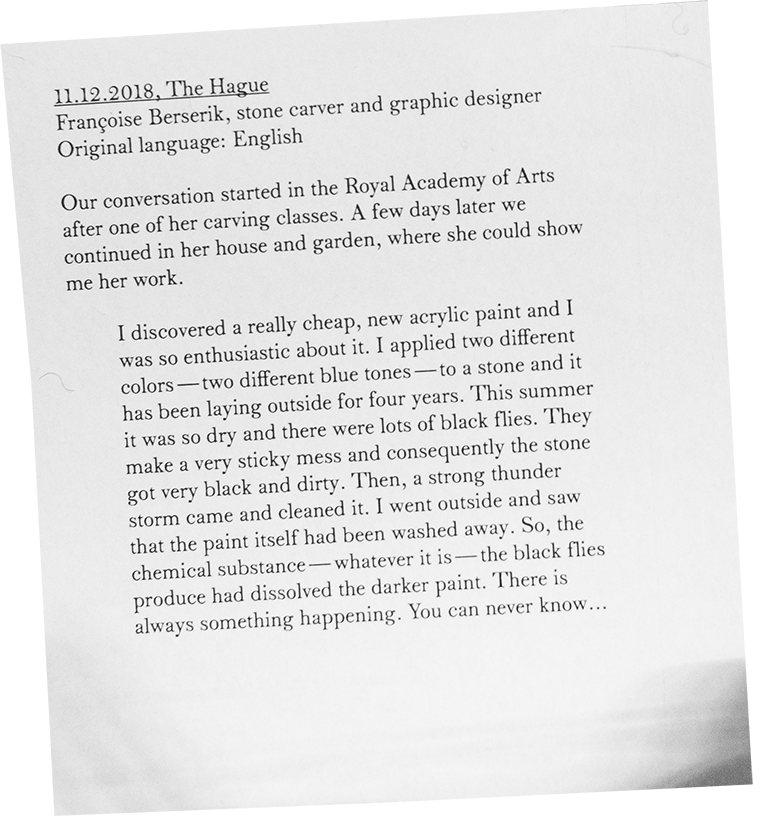 11.12.2018, The Hague
Françoise Berserik, stone carver and graphic designer
Original language: English
Our conversation started in the Royal Academy of Arts
after one of her carving classes. A few days later we
continued in her house and garden, where she could show
me her work.
I discovered a really cheap, new acrylic paint and I
was so enthusiastic about it. I applied two different
colors — two different blue tones — to a stone and it
has been laying outside for four years. This summer
it was so dry and there were lots of black flies. They
make a very sticky mess and consequently the stone
got very black and dirty. Then, a strong thunder
storm came and cleaned it. I went outside and saw
that the paint itself had been washed away. So, the
chemical substance — whatever it is — the black flies
produce had dissolved the darker paint. There is
always something happening. You can never know…